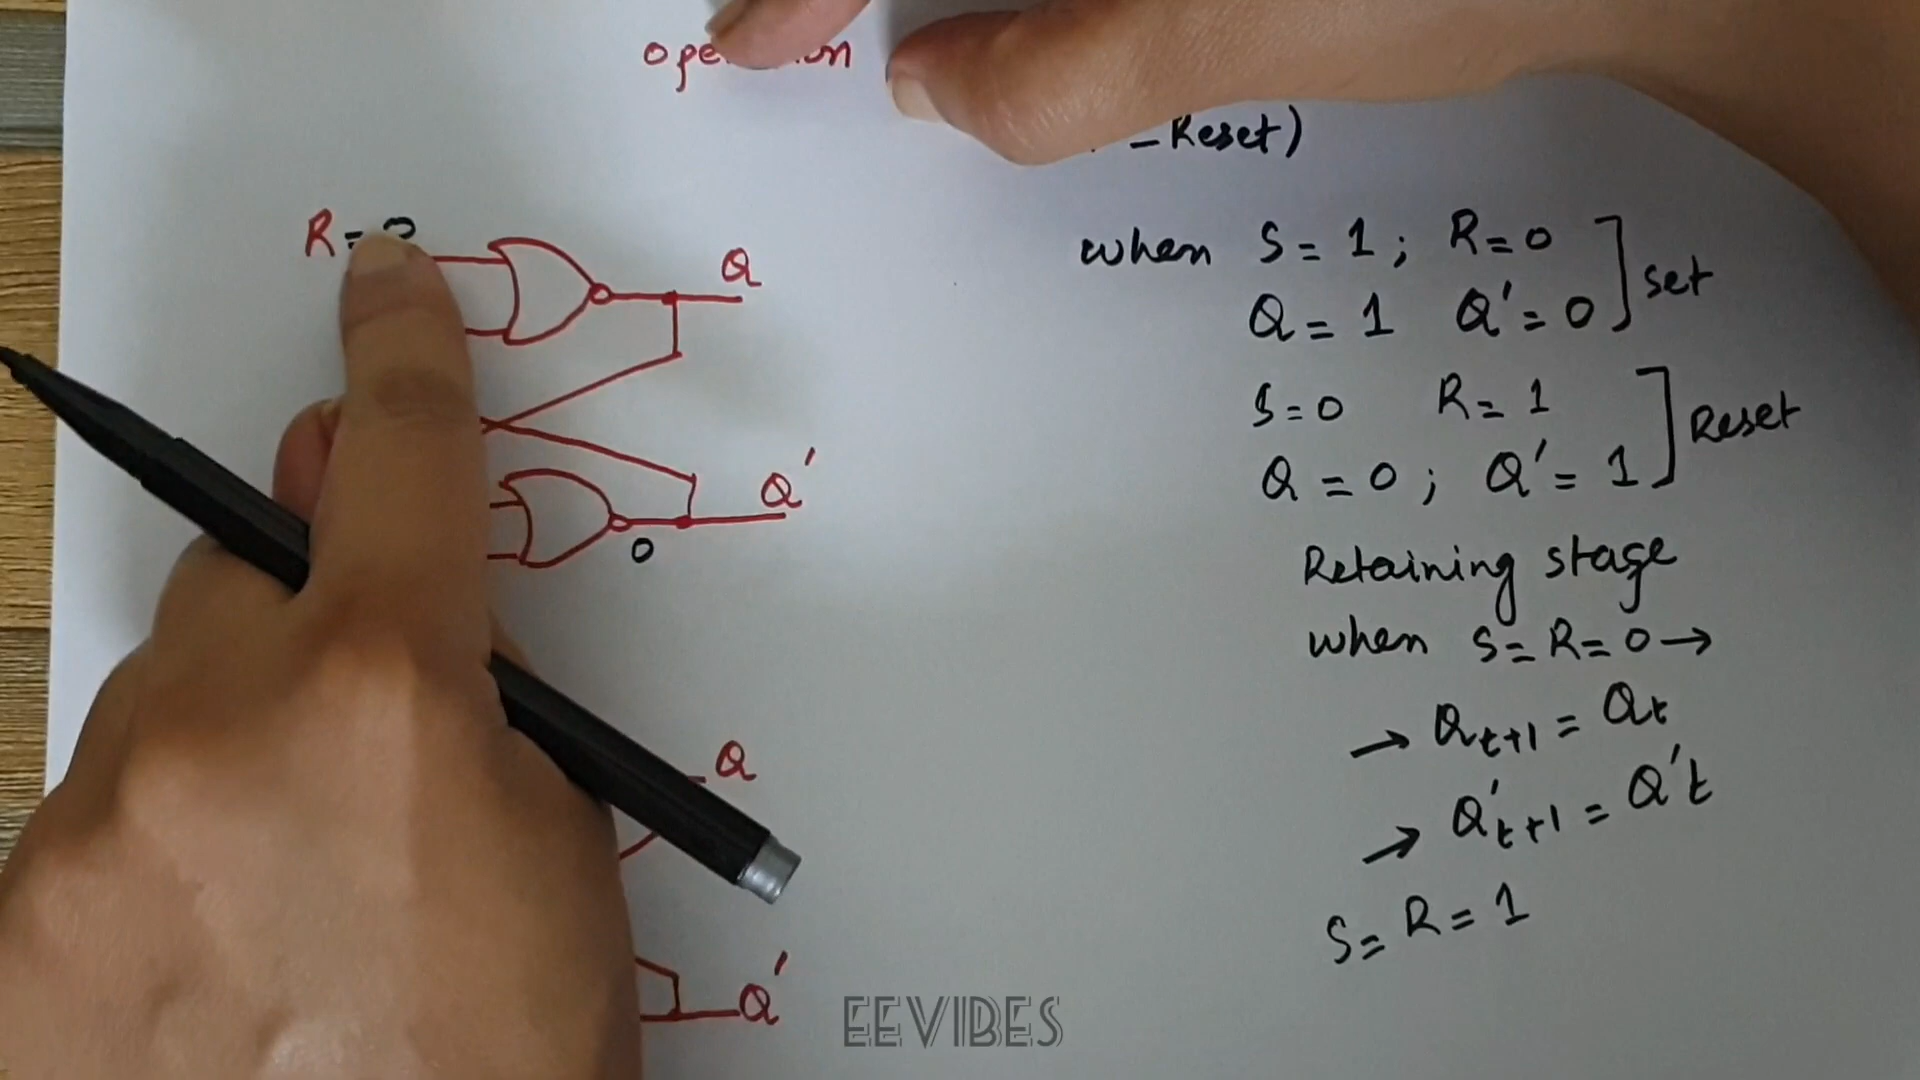 - Reset)
R=
Q
Q'
0
Q
Q'
when S = 1 ; R = 0
Q = 1 Q' = 0 ] set
S = 0 R = 1
Q = 0 ; Q' = 1 ] Reset
Retaining stage
when S = R = 0 →
→ Qt+1 = Qt
→ Q't+1 = Q't
S = R = 1
EEVIBES